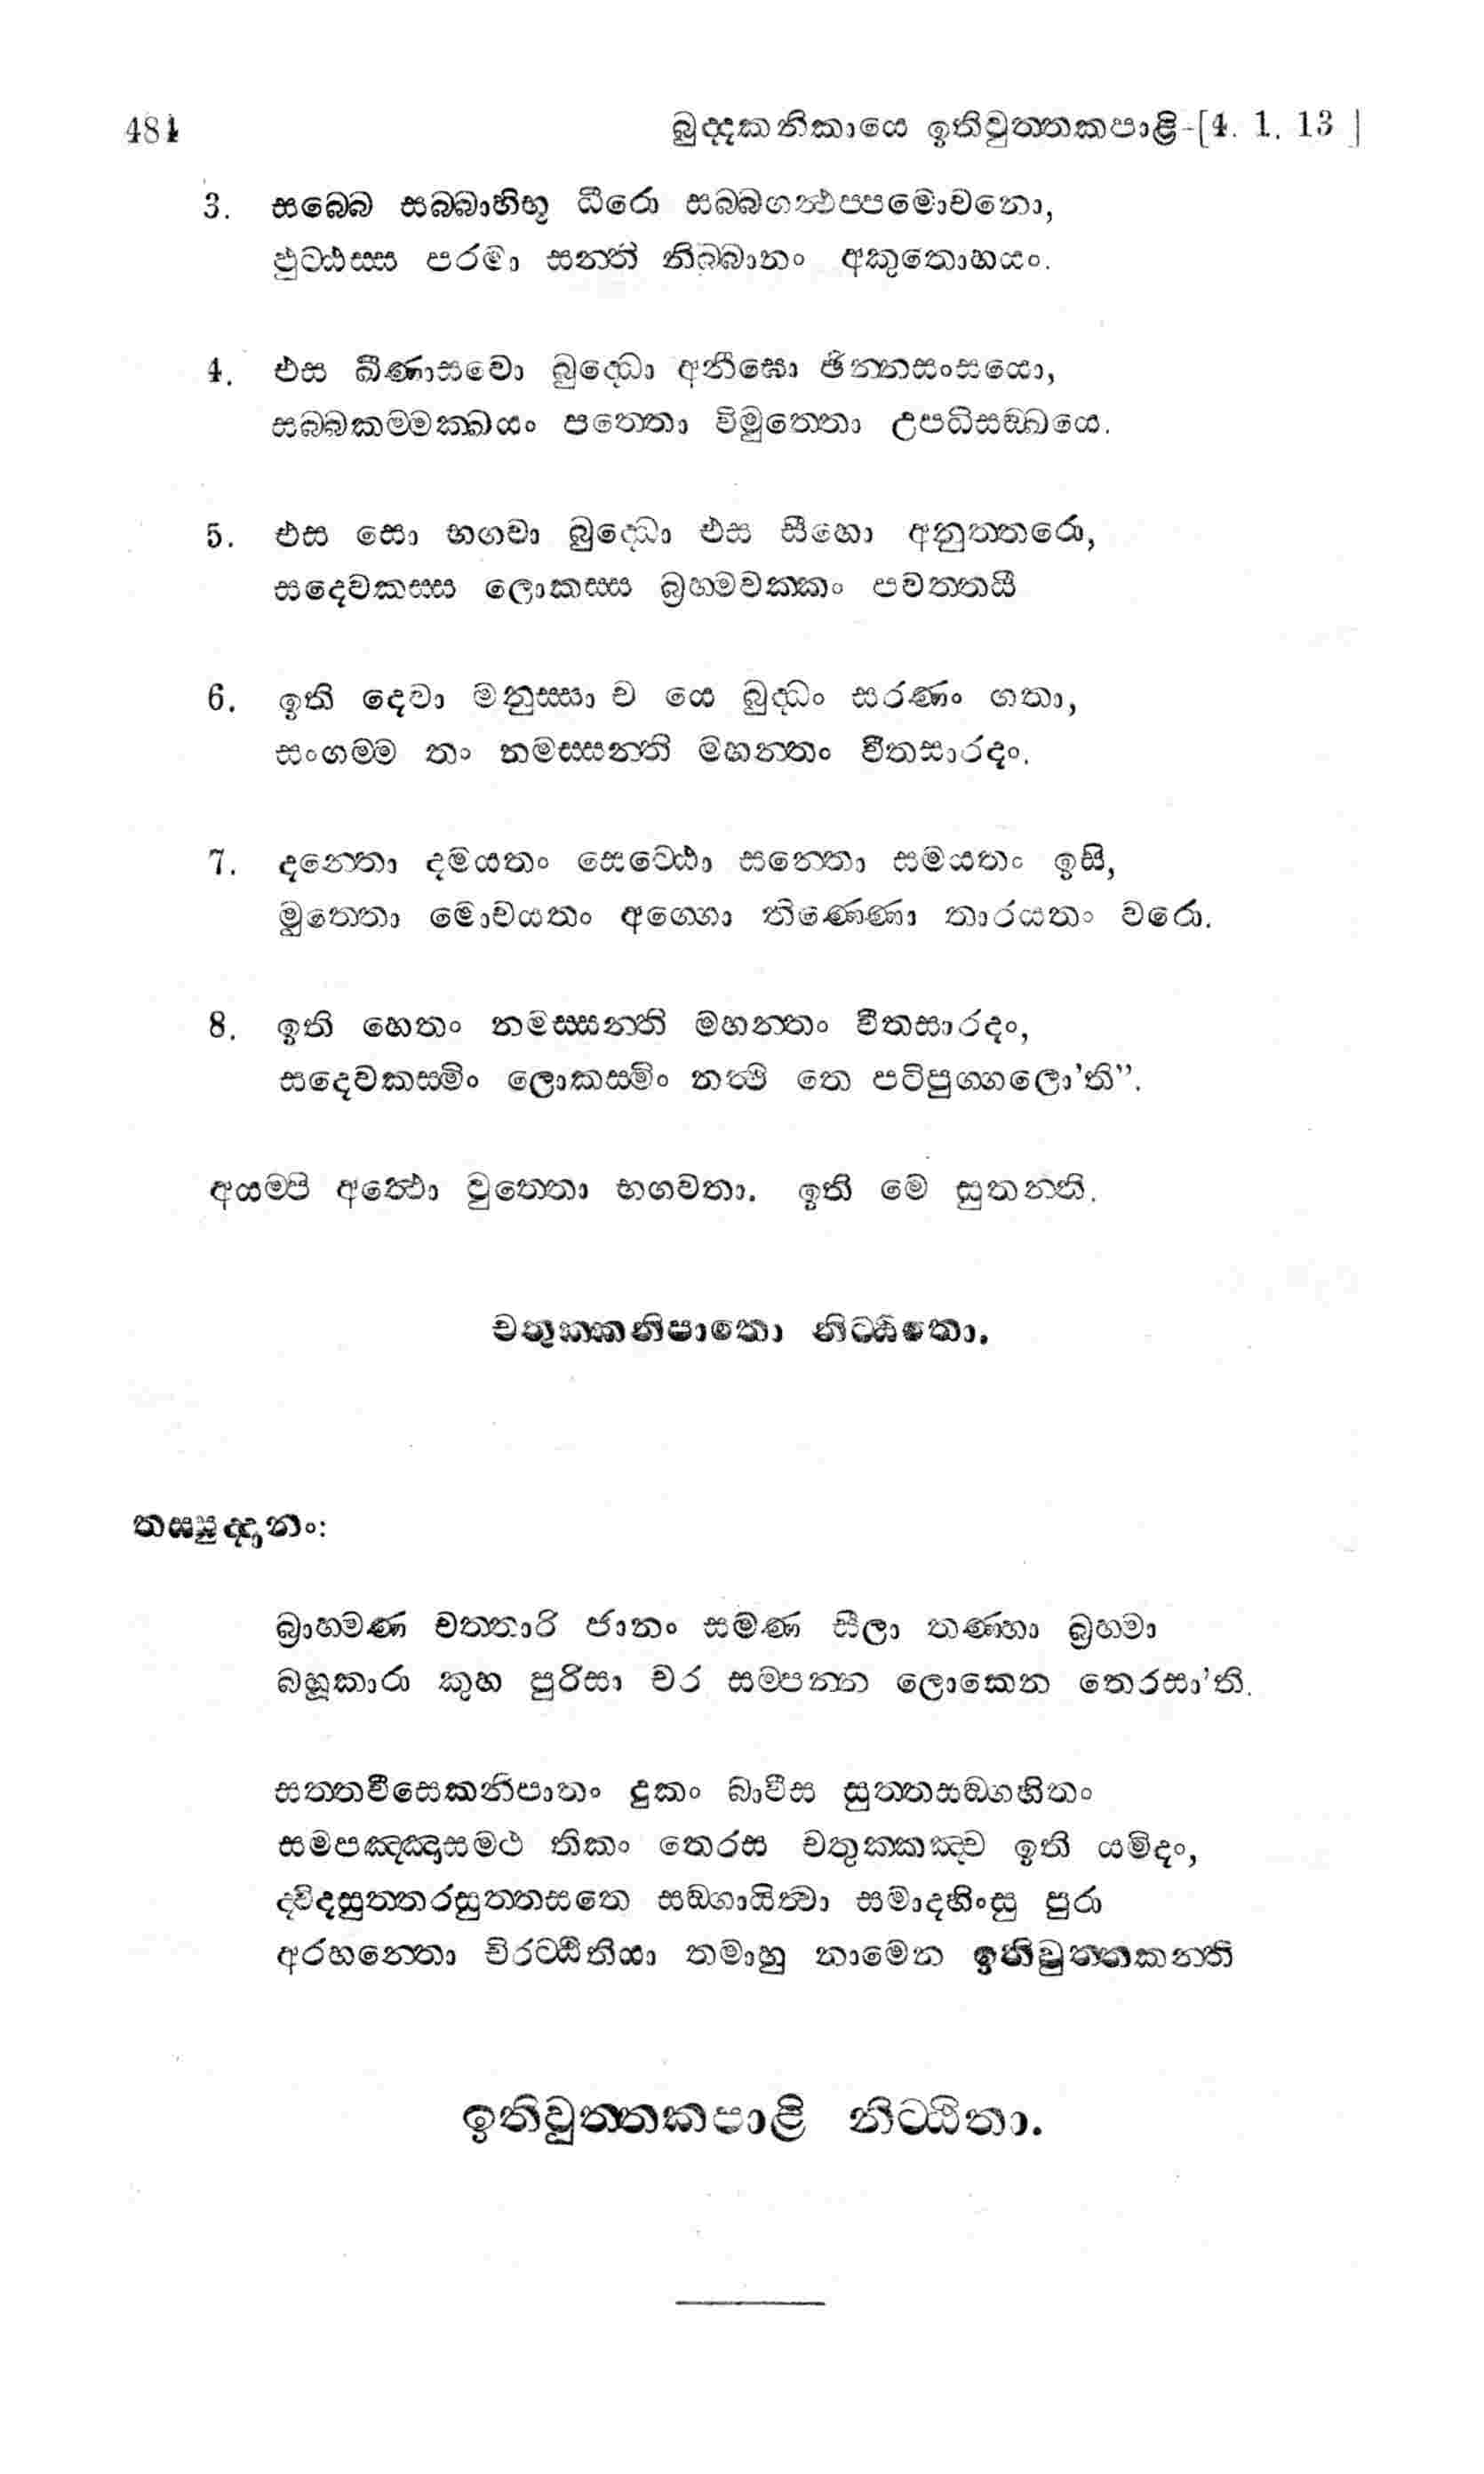 484 ඛුද්දකනිකායෙ ඉතිවුත්තකපාළි-[4. 1. 13 ]
3. සබ්බෙ සබ්බාභිභූ ධීරො සබ්බගන්ථප්පමොචනො,
ඵුට්ඨස්ස පරමා සන්ති නිබ්බානං අකුතොභයං.
4. එස ඛීණාසවො බුද්ධො අනීඝො ඡින්නසංසයො,
සබ්බකම්මක්ඛයං පත්තො විමුත්තො උපධිසඞ්ඛයෙ.
5. එස සො භගවා බුද්ධො එස සීහො අනුත්තරො,
සදෙවකස්ස ලොකස්ස බ්‍රහ්මචක්කං පවත්තයී
6. ඉති දෙවා මනුස්සා ච යෙ බුද්ධං සරණං ගතා,
සංගම්ම තං නමස්සන්ති මහන්තං වීතසාරදං.
7. දන්තො දමයතං සෙට්ඨො සන්තො සමයතං ඉසි,
මුත්තො මොචයතං අග්ගො තිණ්ණො තාරයතං වරො.
8. ඉති හෙතං නමස්සන්ති මහන්තං වීතසාරදං,
සදෙවකස්මිං ලොකස්මිං නත්ථි තෙ පටිපුග්ගලො'ති”.
අයම්පි අත්ථො වුත්තො භගවතා. ඉති මෙ සුතන්ති.
චතුක්කනිපාතො නිට්ඨිතො.
තස්සුද්දානං:
බ්‍රාහ්මණ චත්තාරි ජානං සමණ සීලා තණ්හා බ්‍රහ්මා
බහූකාරා කුහ පුරිසා චර සම්පන්න ලොකෙන තෙරසා'ති.
සත්තවීසෙකනිපාතං දුකං බාවීස සුත්තසඞ්ගහිතං
සමපඤ්ඤාසමථ තිකං තෙරස චතුක්කඤ්ච ඉති යමිදං,
ද්විදසුත්තරසුත්තසතෙ සඞ්ගායිත්වා සමාදහිංසු පුරා
අරහන්තො චිරට්ඨිතියා තමාහු නාමෙන ඉතිවුත්තකන්ති
ඉතිවුත්තකපාළි නිට්ඨිතා.